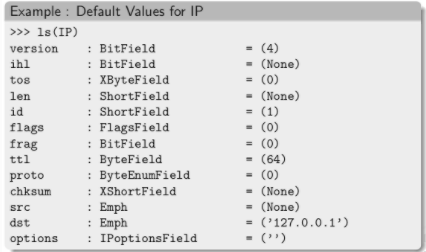 Example : Default Values for IP
>>> ls(IP)
version : BitField = (4)
ihl : BitField = (None)
tos : XByteField = (0)
len : ShortField = (None)
id : ShortField = (1)
flags : FlagsField = (0)
frag : BitField = (0)
ttl : ByteField = (64)
proto : ByteEnumField = (0)
chksum : XShortField = (None)
src : Emph = (None)
dst : Emph = (’127.0.0.1’)
options : IPoptionsField = (’’)